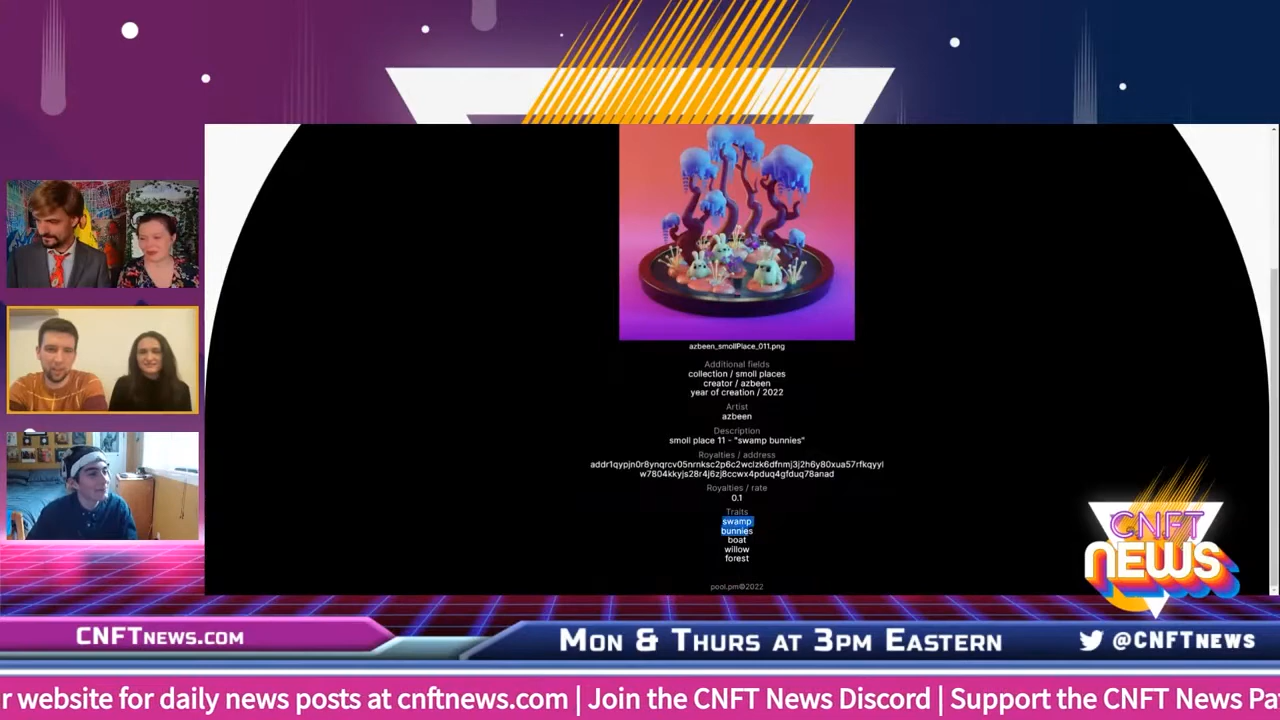 azbeen_smollPlace_011.png
Additional fields
collection / smoll places
creator / azbeen
year of creation / 2022
Artist
azbeen
Description
smoll place 11 - "swamp bunnies"
Royalties / address
addr1qypjn0r8ynqrcv05nrnksc2p6c2wclzk6dfnmj3j2h6y80xua57rfkqyyl
w7804kkyjs28r4j6zj8ccwx4pduq4gfduq78anad
Royalties / rate
0.1
Traits
swamp
bunnies
boat
willow
forest
pool.pm©2022
CNFT
NEWS
CNFTNEWS.COM
MON & THURS AT 3PM EASTERN
@CNFTNEWS
r website for daily news posts at cnftnews.com | Join the CNFT News Discord | Support the CNFT News Pa